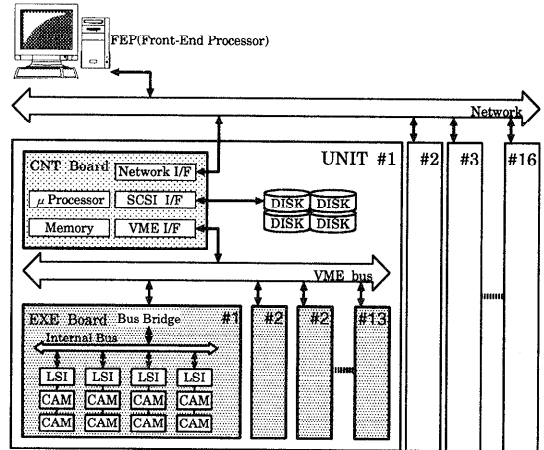 FEP(Front-End Processor)
Network
UNIT #1
#2
#3
#16
CNT Board
Network I/F
μ Processor
SCSI I/F
Memory
VME I/F
DISK
DISK
DISK
DISK
VME bus
EXE Board
Bus Bridge
#1
#2
#2
#13
Internal Bus
LSI
LSI
LSI
LSI
CAM
CAM
CAM
CAM
CAM
CAM
CAM
CAM